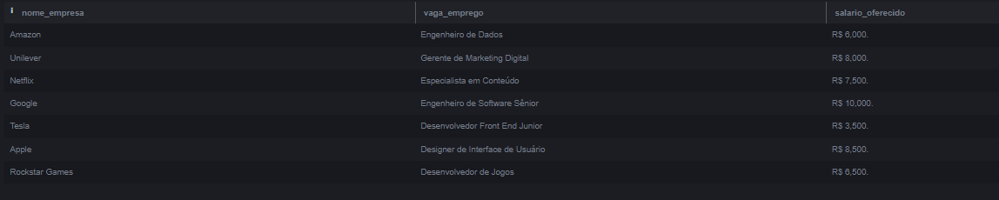 nome_empresa vaga_emprego salario_oferecido
Amazon Engenheiro de Dados R$ 6,000.
Unilever Gerente de Marketing Digital R$ 8,000.
Netflix Especialista em Conteúdo R$ 7,500.
Google Engenheiro de Software Sênior R$ 10,000.
Tesla Desenvolvedor Front End Junior R$ 3,500.
Apple Designer de Interface de Usuário R$ 8,500.
Rockstar Games Desenvolvedor de Jogos R$ 6,500.